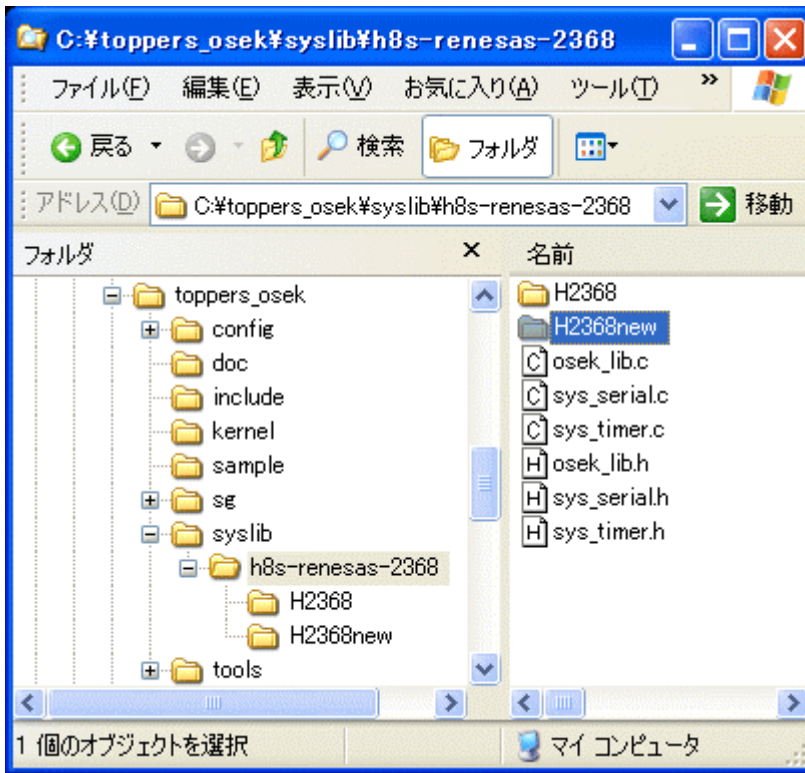 C:¥toppers_osek¥syslib¥h8s-renesas-2368
ファイル(F) 編集(E) 表示(V) お気に入り(A) ツール(T) »
戻る 検索 フォルダ
アドレス(D) C:¥toppers_osek¥syslib¥h8s-renesas-2368 移動
フォルダ ×
toppers_osek
config
doc
include
kernel
sample
sg
syslib
h8s-renesas-2368
H2368
H2368new
tools
名前
H2368
H2368new
osek_lib.c
sys_serial.c
sys_timer.c
osek_lib.h
sys_serial.h
sys_timer.h
1 個のオブジェクトを選択 マイ コンピュータ